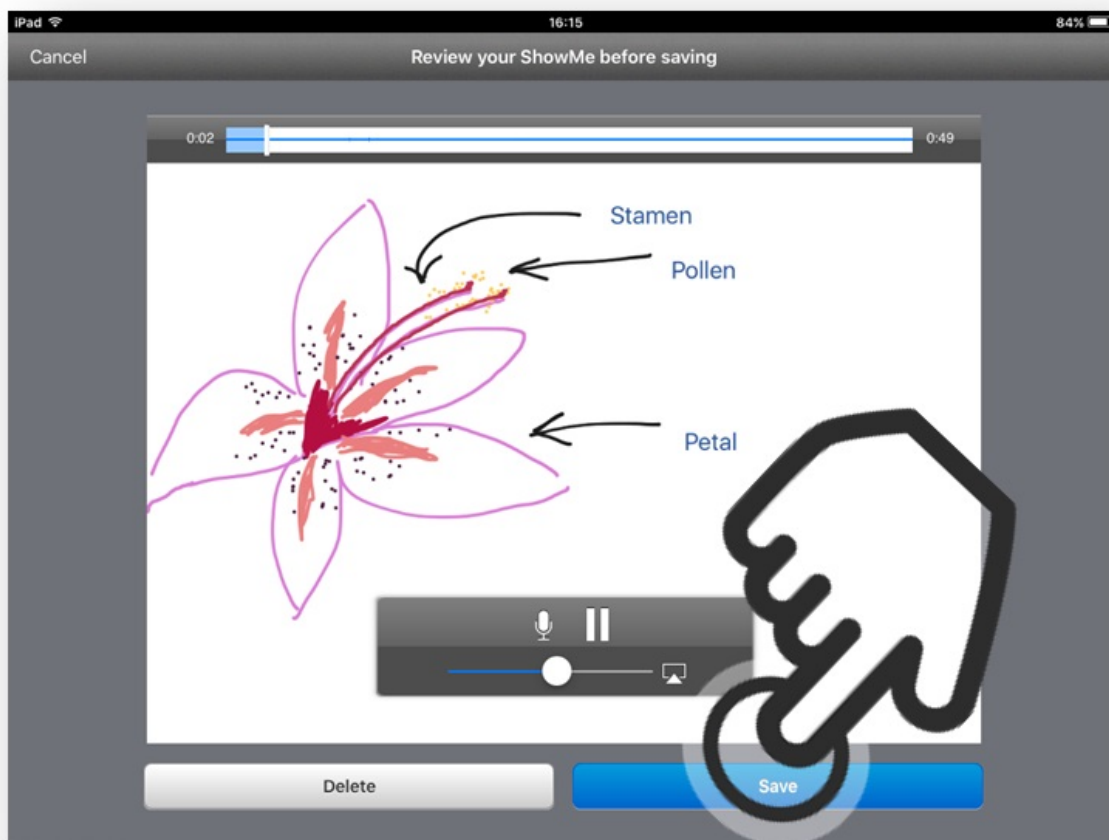 iPad 16:15 84%
Cancel Review your ShowMe before saving
0:02 0:49
Stamen
Pollen
Petal
Delete Save